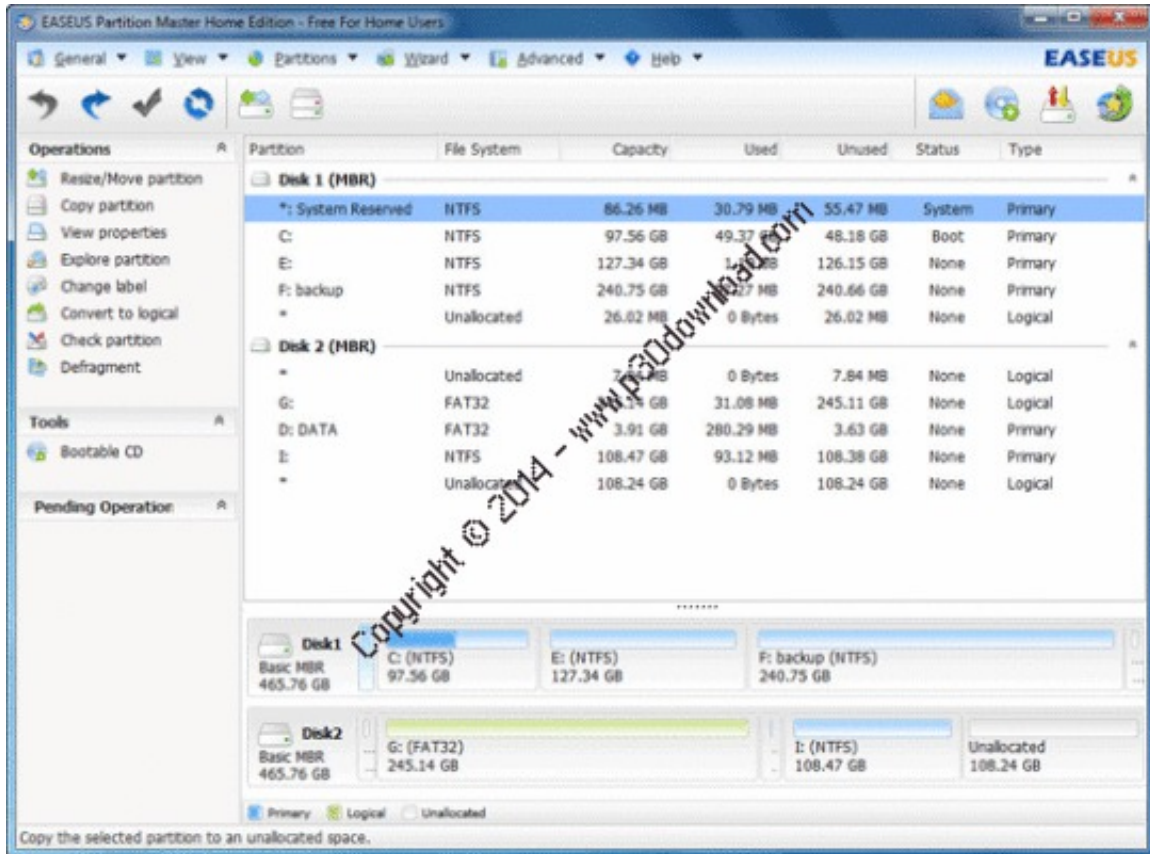 EASEUS Partition Master Home Edition - Free For Home Users
General View Partitions Wizard Advanced Help EASEUS
Operations
Resize/Move partition
Copy partition
View properties
Explore partition
Change label
Convert to logical
Check partition
Defragment
Tools
Bootable CD
Pending Operation
Partition File System Capacity Used Unused Status Type
Disk 1 (MBR)
*: System Reserved NTFS 86.26 MB 30.79 MB 55.47 MB System Primary
C: NTFS 97.56 GB 49.37 48.18 GB Boot Primary
E: NTFS 127.34 GB 126.15 GB None Primary
F: backup NTFS 240.75 GB MB 240.66 GB None Primary
* Unallocated 26.02 MB 0 Bytes 26.02 MB None Logical
Disk 2 (MBR)
* Unallocated MB 0 Bytes 7.84 MB None Logical
G: FAT32 GB 31.08 MB 245.11 GB None Logical
D: DATA FAT32 3.91 GB 280.29 MB 3.63 GB None Primary
I: NTFS 108.47 GB 93.12 MB 108.38 GB None Primary
* Unallocated 108.24 GB 0 Bytes 108.24 GB None Logical
Copyright © 2014 - www.p30download.com
Disk1
Basic MBR
465.76 GB
C: (NTFS)
97.56 GB
E: (NTFS)
127.34 GB
F: backup (NTFS)
240.75 GB
...
...
Disk2
Basic MBR
465.76 GB
...
...
G: (FAT32)
245.14 GB
I: (NTFS)
108.47 GB
Unallocated
108.24 GB
Primary Logical Unallocated
Copy the selected partition to an unallocated space.